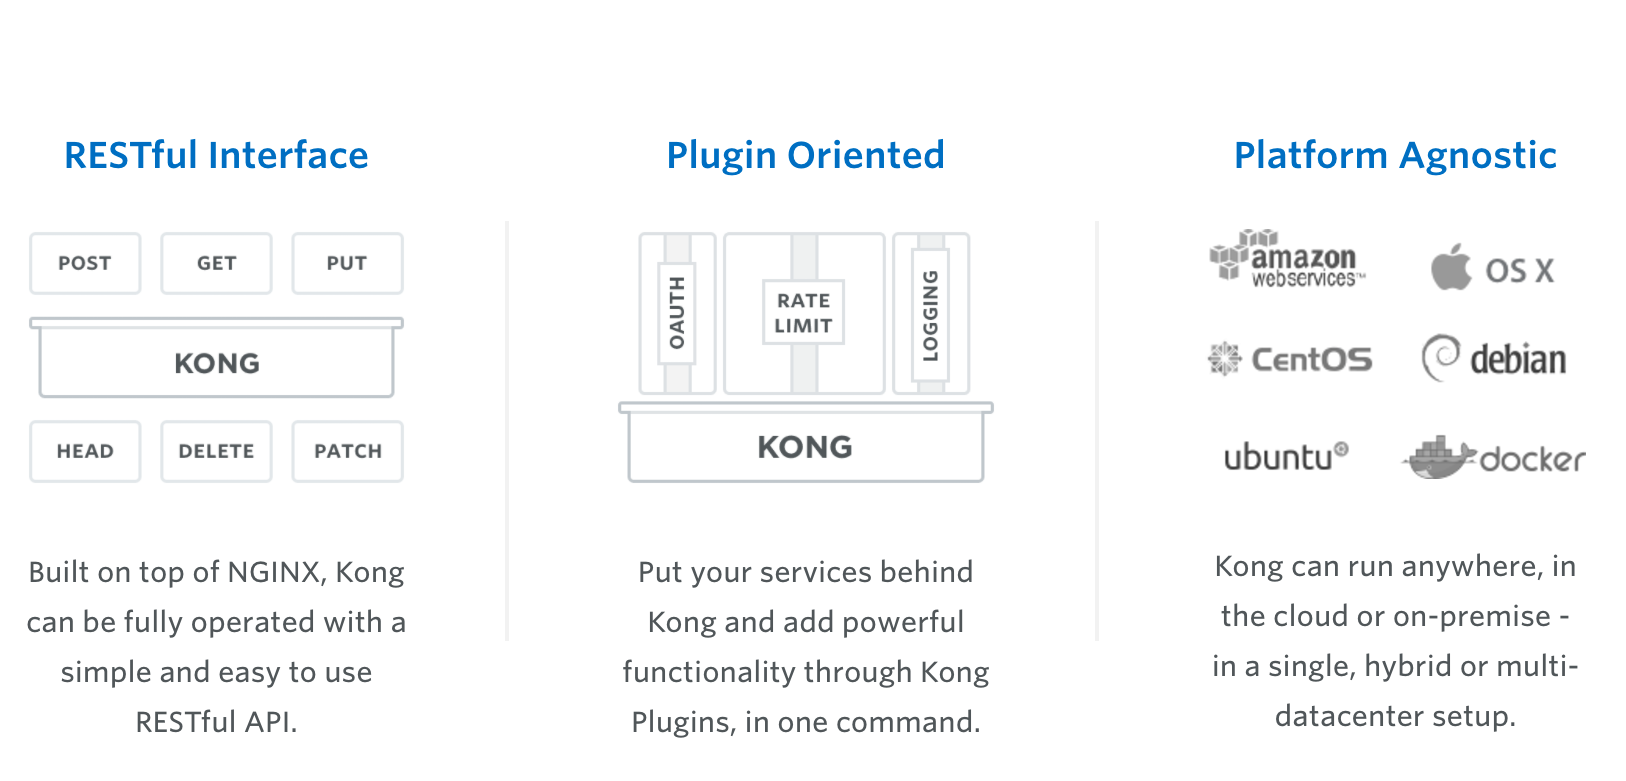 RESTful Interface
POST GET PUT
KONG
HEAD DELETE PATCH
Built on top of NGINX, Kong
can be fully operated with a
simple and easy to use
RESTful API.
Plugin Oriented
OAUTH
RATE
LIMIT
LOGGING
KONG
Put your services behind
Kong and add powerful
functionality through Kong
Plugins, in one command.
Platform Agnostic
amazon
webservices™
OS X
CentOS
debian
ubuntu
docker
Kong can run anywhere, in
the cloud or on-premise -
in a single, hybrid or multi-
datacenter setup.